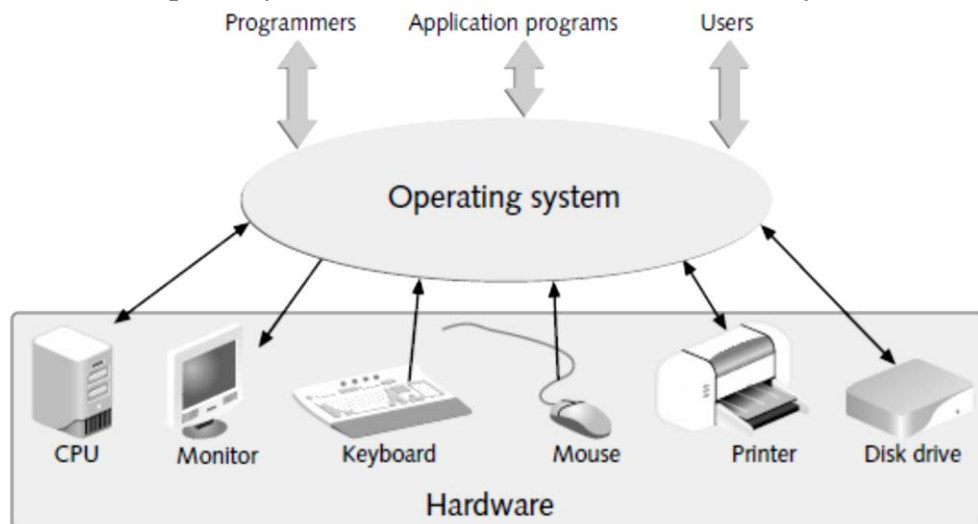 Programmers Application programs Users
Operating system
CPU Monitor Keyboard Mouse Printer Disk drive
Hardware